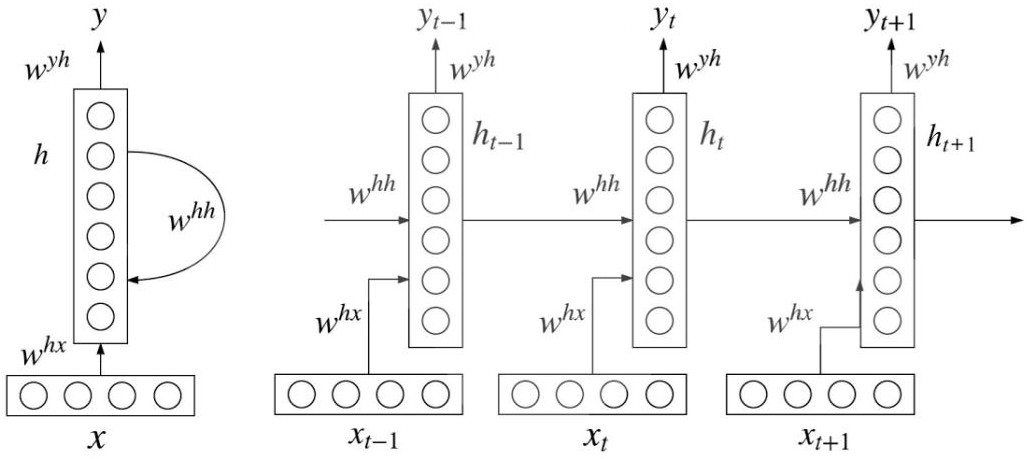 y
y_{t−1}
y_t
y_{t+1}
w^{yh}
w^{yh}
w^{yh}
w^{yh}
h
h_{t−1}
h_t
h_{t+1}
w^{hh}
w^{hh}
w^{hh}
w^{hh}
w^{hx}
w^{hx}
w^{hx}
w^{hx}
x
x_{t−1}
x_t
x_{t+1}